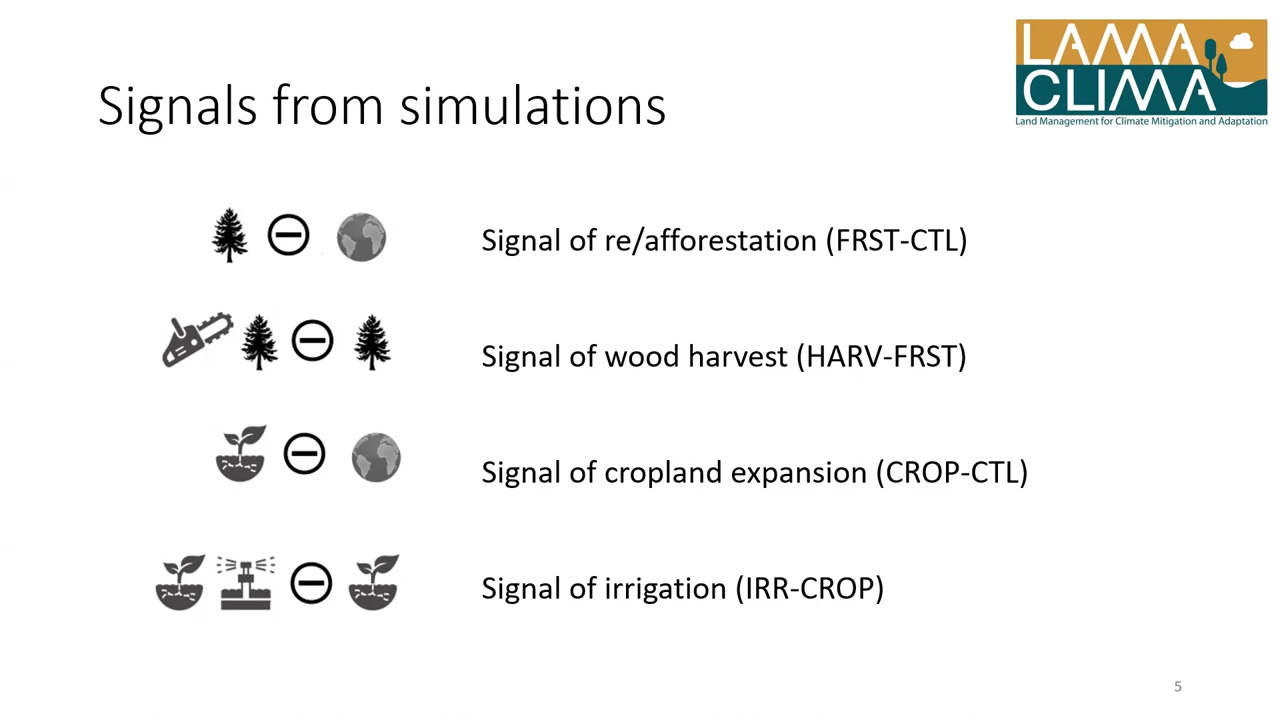 LAMA
CLIMA
Land Management for Climate Mitigation and Adaptation
Signals from simulations
Signal of re/afforestation (FRST-CTL)
Signal of wood harvest (HARV-FRST)
Signal of cropland expansion (CROP-CTL)
Signal of irrigation (IRR-CROP)
5